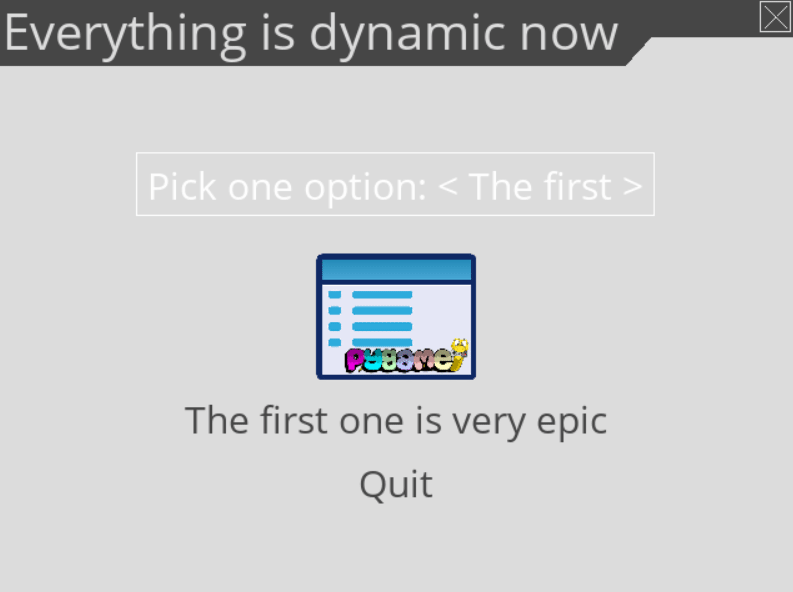 Everything is dynamic now
Pick one option: < The first >
pygame
The first one is very epic
Quit